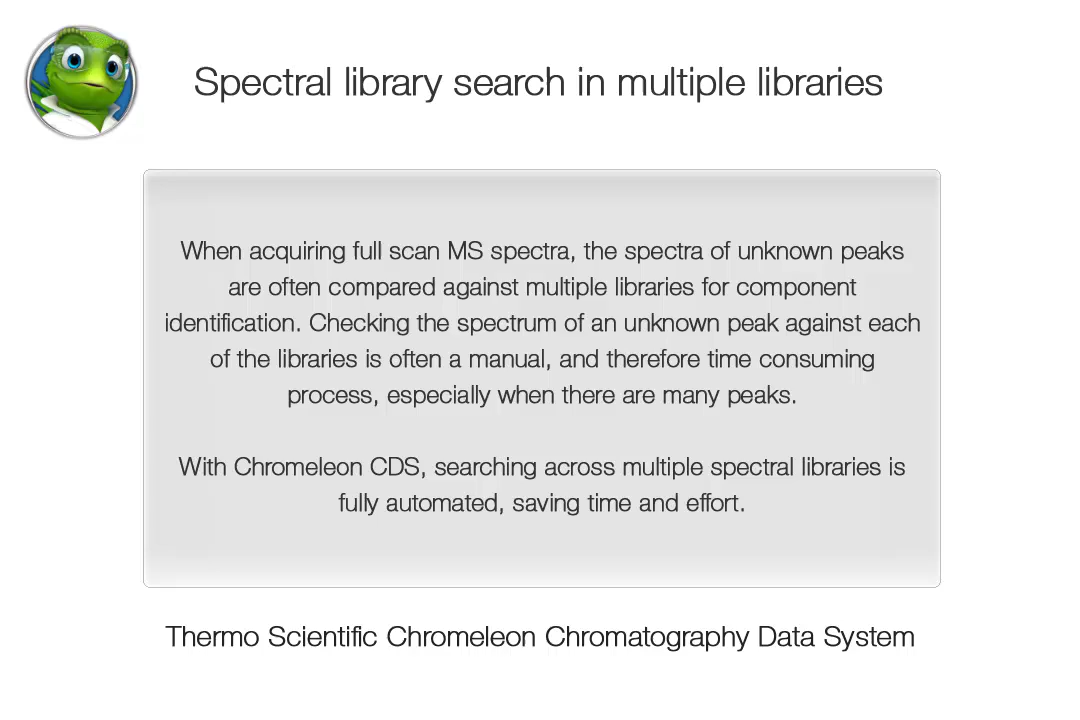 Spectral library search in multiple libraries
When acquiring full scan MS spectra, the spectra of unknown peaks
are often compared against multiple libraries for component
identification. Checking the spectrum of an unknown peak against each
of the libraries is often a manual, and therefore time consuming
process, especially when there are many peaks.
With Chromeleon CDS, searching across multiple spectral libraries is
fully automated, saving time and effort.
Thermo Scientific Chromeleon Chromatography Data System